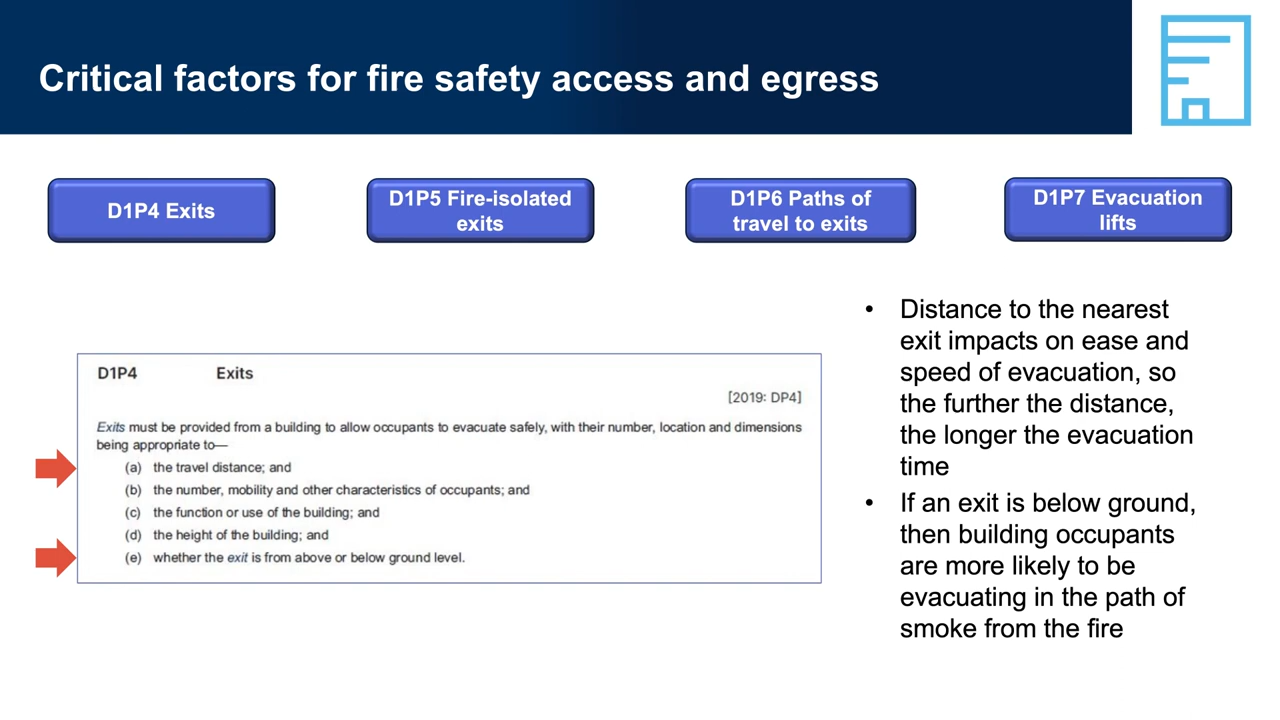 Critical factors for fire safety access and egress
D1P4 Exits
D1P5 Fire-isolated
exits
D1P6 Paths of
travel to exits
D1P7 Evacuation
lifts
D1P4 Exits
[2019: DP4]
Exits must be provided from a building to allow occupants to evacuate safely, with their number, location and dimensions
being appropriate to—
(a) the travel distance; and
(b) the number, mobility and other characteristics of occupants; and
(c) the function or use of the building; and
(d) the height of the building; and
(e) whether the exit is from above or below ground level.
• Distance to the nearest
exit impacts on ease and
speed of evacuation, so
the further the distance,
the longer the evacuation
time
• If an exit is below ground,
then building occupants
are more likely to be
evacuating in the path of
smoke from the fire